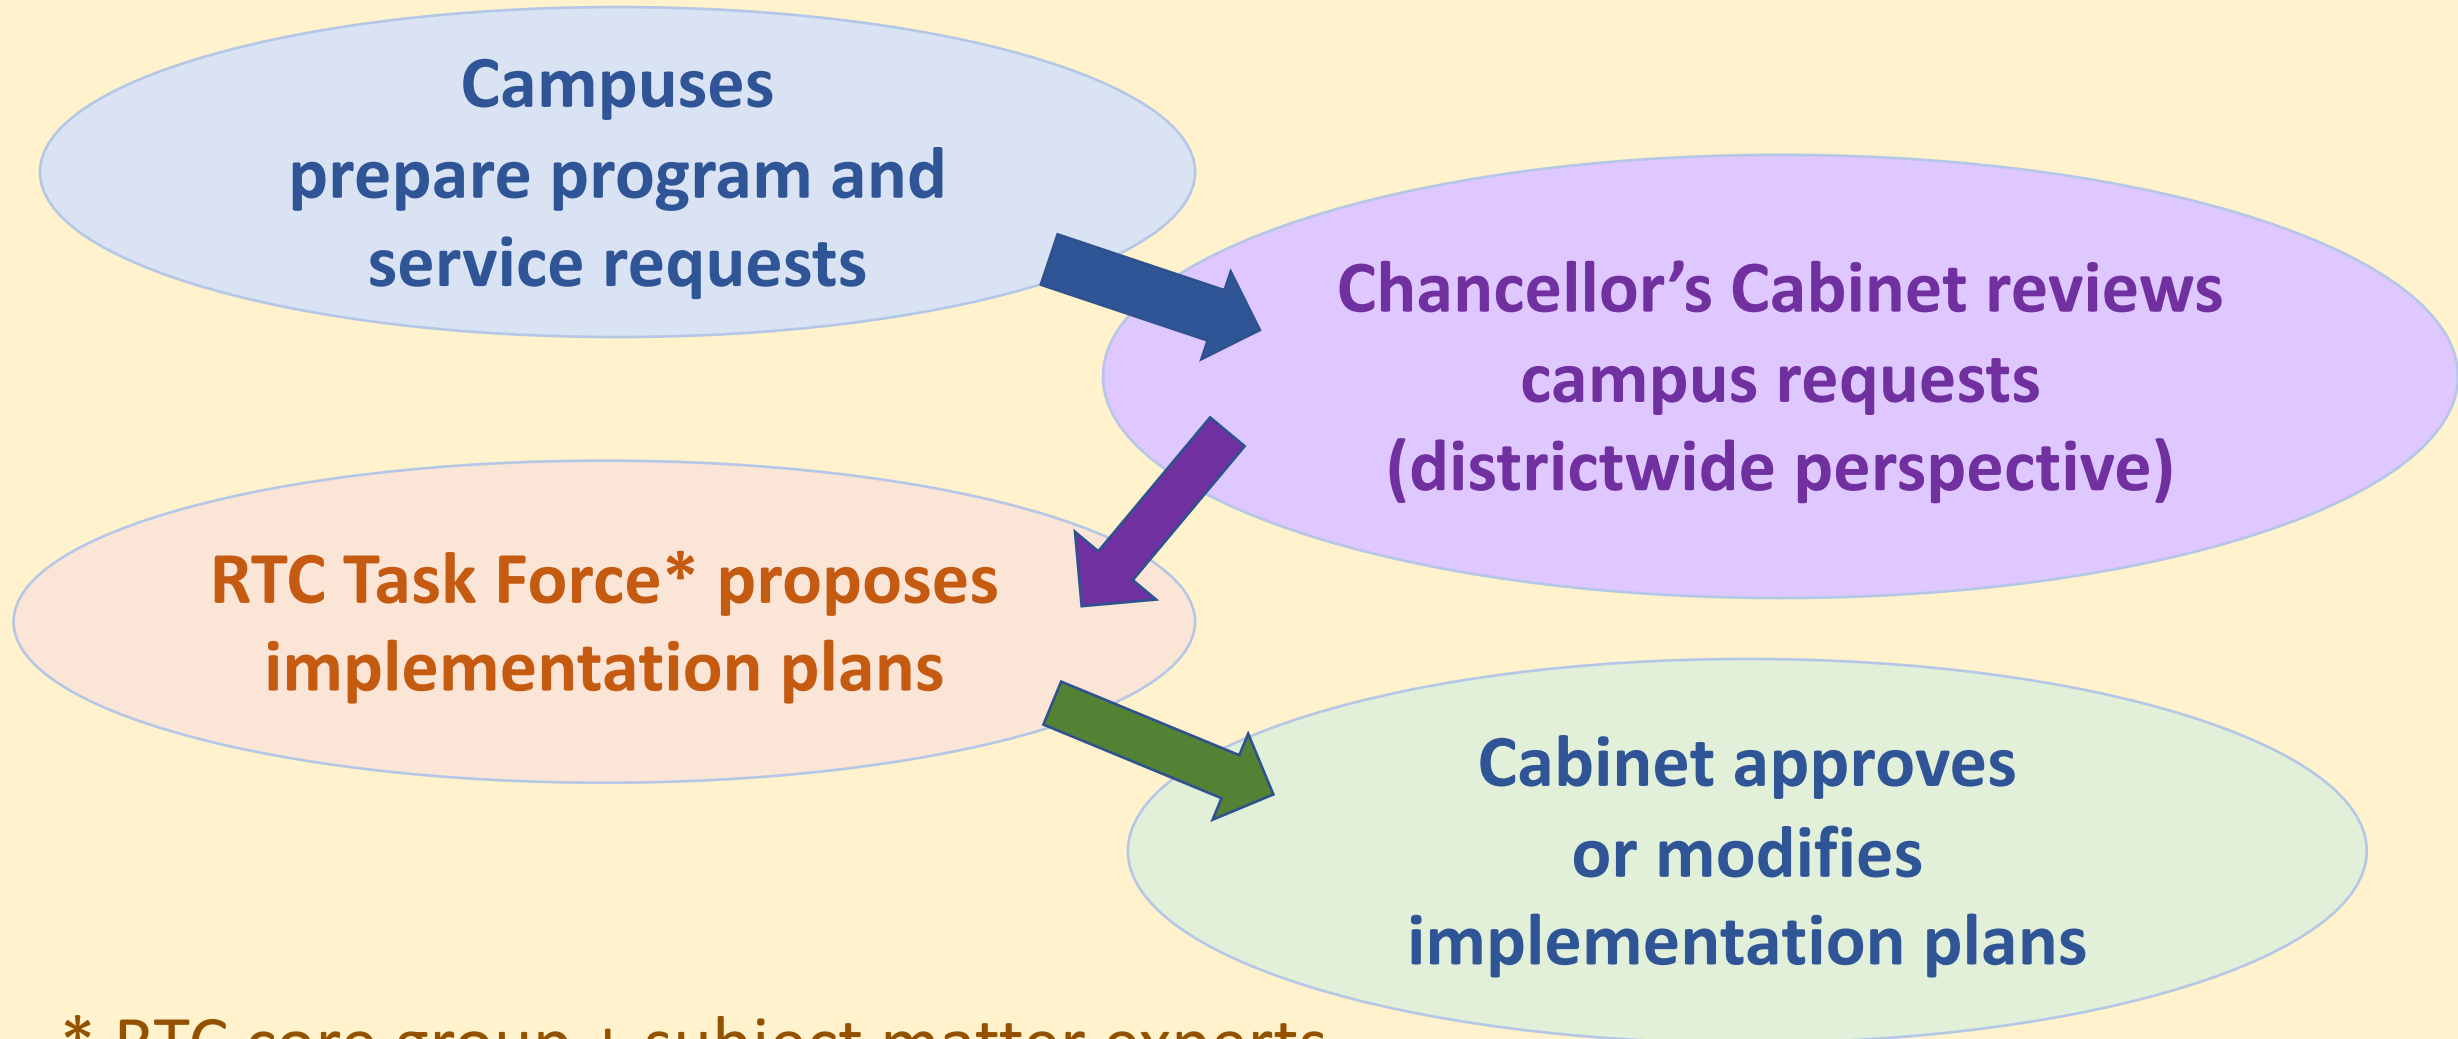 Campuses
prepare program and
service requests
Chancellor’s Cabinet reviews
campus requests
(districtwide perspective)
RTC Task Force* proposes
implementation plans
Cabinet approves
or modifies
implementation plans
* RTC core group + subject matter experts